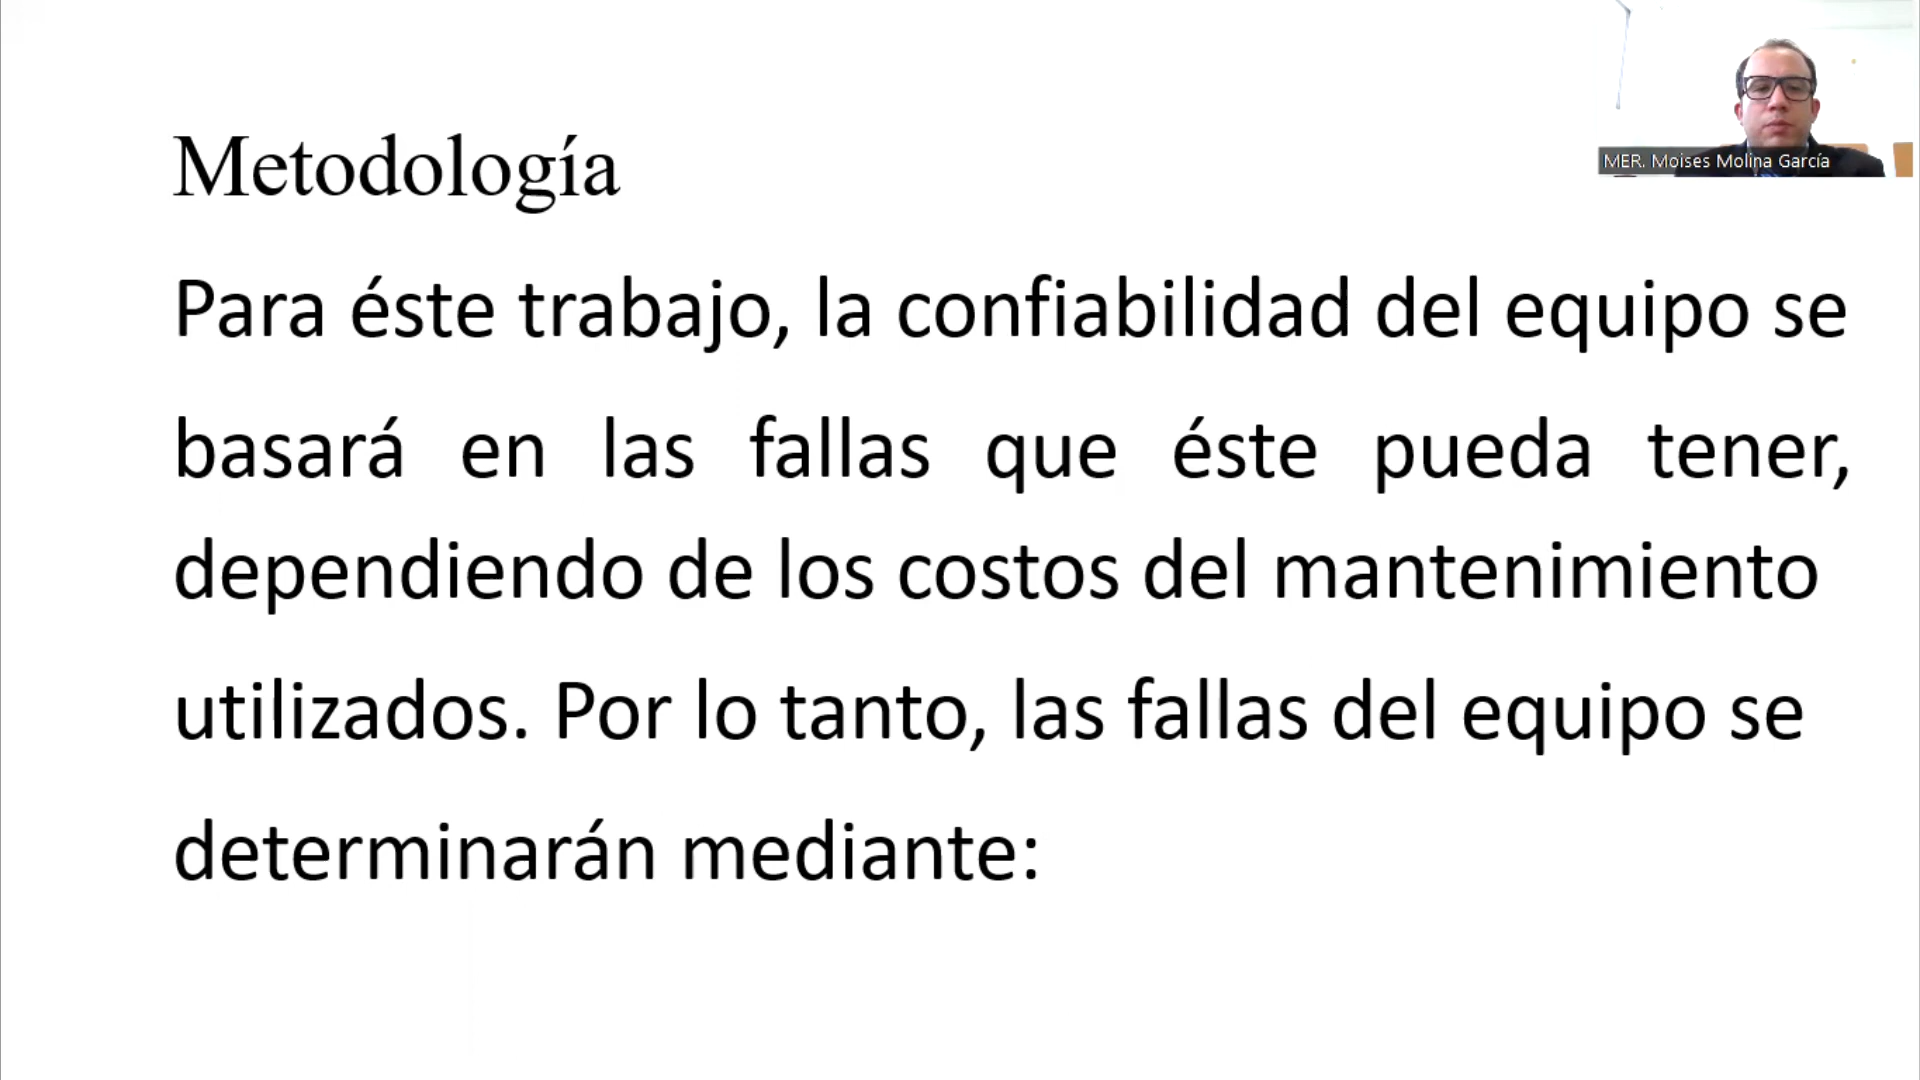 MER. Moises Molina García
Metodología
Para éste trabajo, la confiabilidad del equipo se
basará en las fallas que éste pueda tener,
dependiendo de los costos del mantenimiento
utilizados. Por lo tanto, las fallas del equipo se
determinarán mediante: